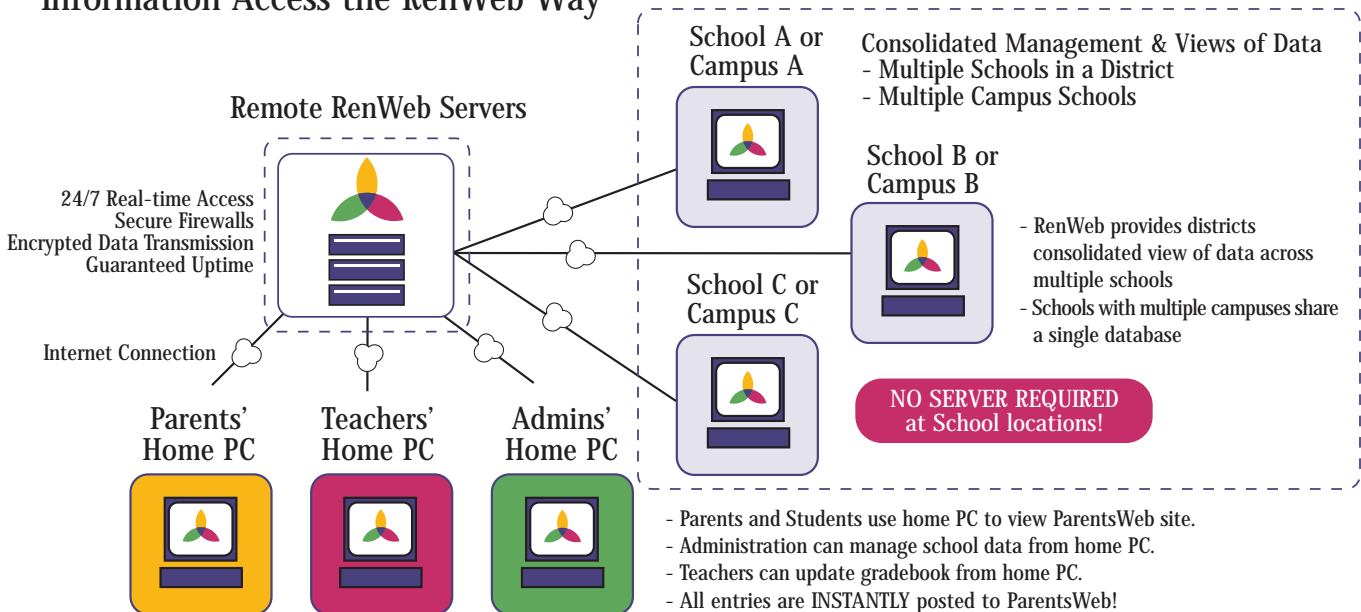 Information Access the RenWeb Way
School A or
Campus A
Consolidated Management & Views of Data
- Multiple Schools in a District
- Multiple Campus Schools
Remote RenWeb Servers
24/7 Real-time Access
Secure Firewalls
Encrypted Data Transmission
Guaranteed Uptime
School B or
Campus B
- RenWeb provides districts
consolidated view of data across
multiple schools
- Schools with multiple campuses share
a single database
School C or
Campus C
Internet Connection
NO SERVER REQUIRED
at School locations!
Parents’
Home PC
Teachers’
Home PC
Admins’
Home PC
- Parents and Students use home PC to view ParentsWeb site.
- Administration can manage school data from home PC.
- Teachers can update gradebook from home PC.
- All entries are INSTANTLY posted to ParentsWeb!